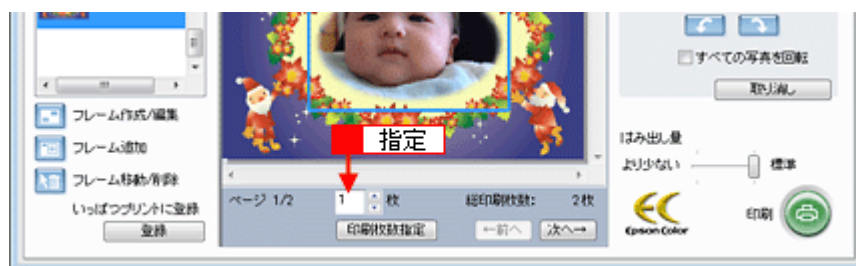 すべての写真を回転
取り消し
フレーム作成/編集
フレーム追加
フレーム移動/削除
いっぱつプリントに登録
登録
指定
ページ 1/2
1
枚
総印刷枚数:
2枚
印刷枚数指定
←前へ
次へ→
はみ出し量
より少ない
標準
Epson Color
印刷